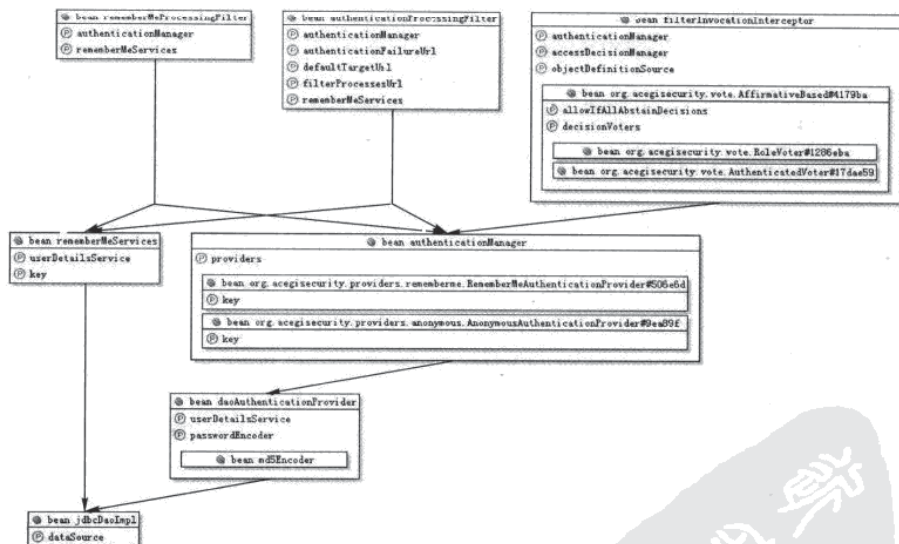 bean rememberMeProcessingFilter
authenticationManager
rememberMeServices
bean authenticationProcessingFilter
authenticationManager
authenticationFailureUrl
defaultTargetUrl
filterProcessesUrl
rememberMeServices
bean filterInvocationInterceptor
authenticationManager
accessDecisionManager
objectDefinitionSource
bean org.acegisecurity.vote.AffirmativeBased#4179ba
allowIfAllAbstainDecisions
decisionVoters
bean org.acegisecurity.vote.RoleVoter#1286eba
bean org.acegisecurity.vote.AuthenticatedVoter#17dae59
bean rememberMeServices
userDetailsService
key
bean authenticationManager
providers
bean org.acegisecurity.providers.rememberme.RememberMeAuthenticationProvider#506e6d
key
bean org.acegisecurity.providers.anonymous.AnonymousAuthenticationProvider#9ea89f
key
bean daoAuthenticationProvider
userDetailsService
passwordEncoder
bean md5Encoder
bean jdbcDaoImpl
dataSource